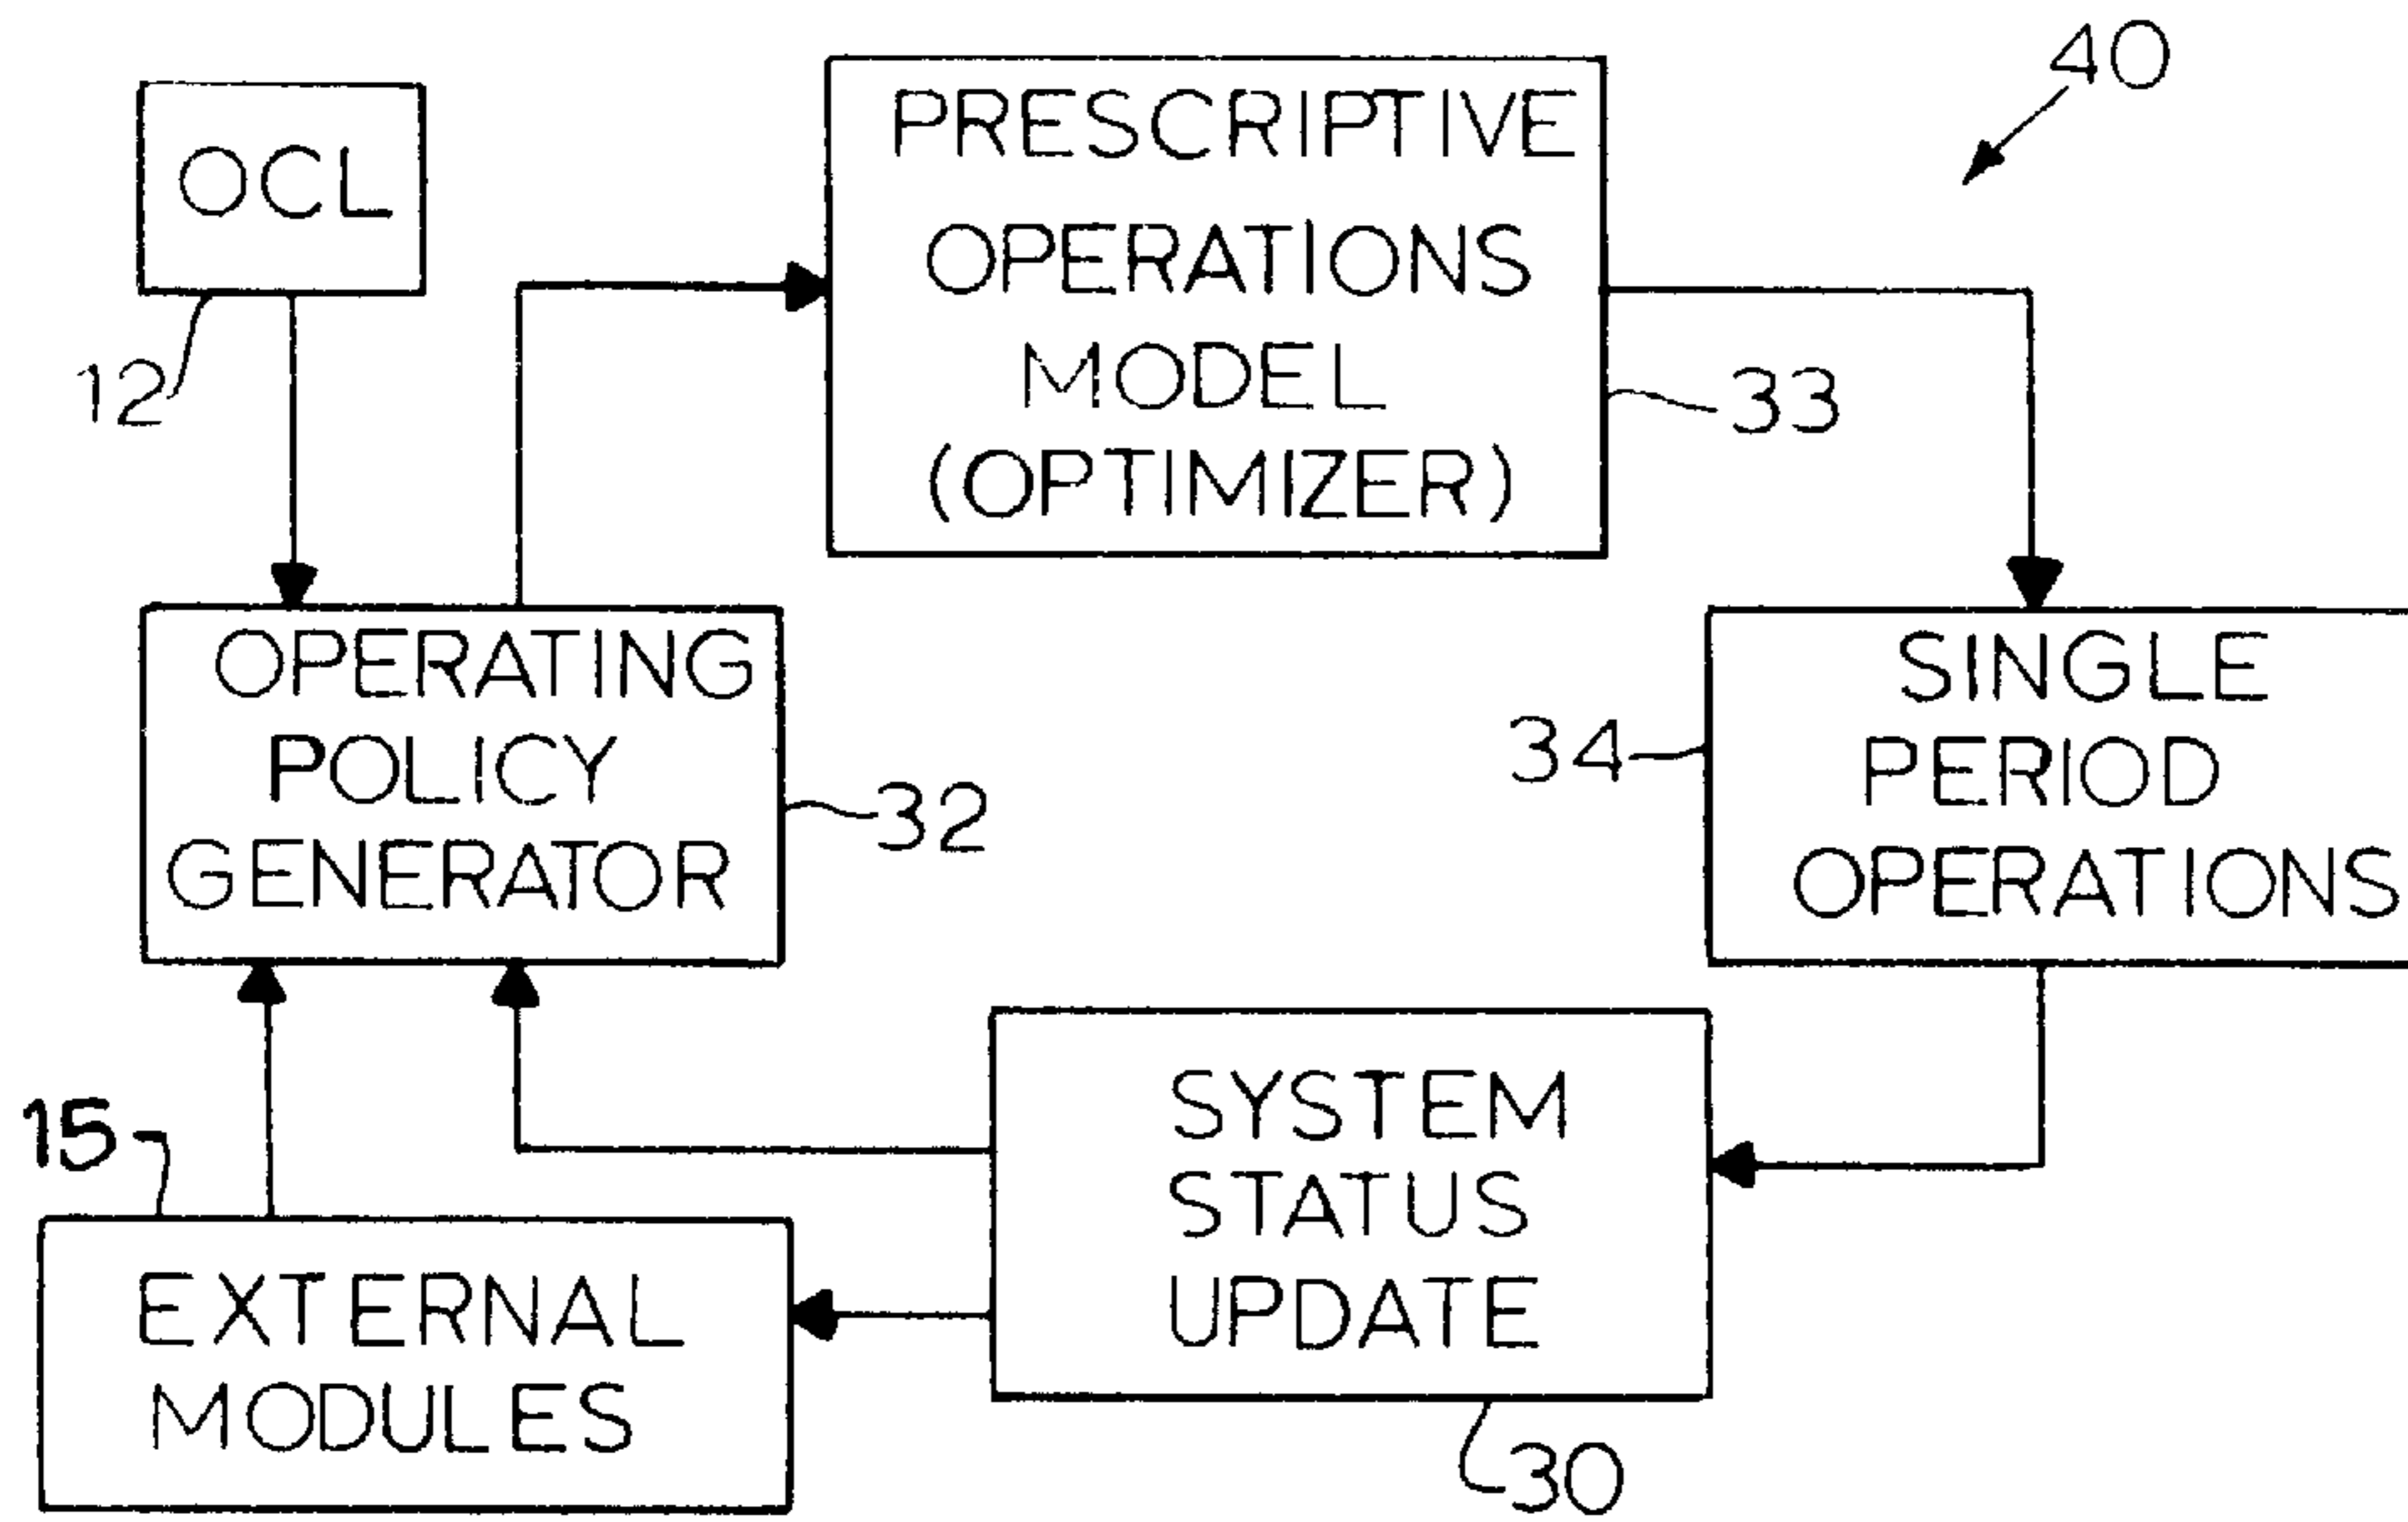 40
OCL
12
PRESCRIPTIVE
OPERATIONS
MODEL
(OPTIMIZER)
33
OPERATING
POLICY
GENERATOR
32
34
SINGLE
PERIOD
OPERATIONS
15
EXTERNAL
MODULES
SYSTEM
STATUS
UPDATE
30